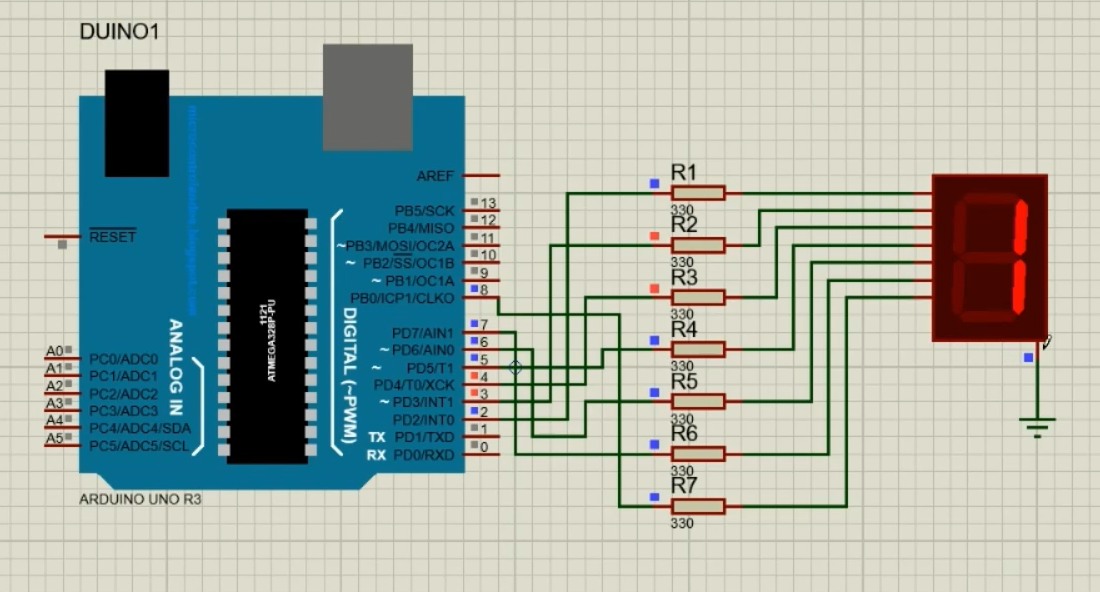 DUINO1
AREF
RESET
PB5/SCK 13
PB4/MISO 12
~PB3/MOSI/OC2A 11
~ PB2/SS/OC1B 10
~ PB1/OC1A 9
PB0/ICP1/CLKO 8
PD7/AIN1 7
~ PD6/AIN0 6
~ PD5/T1 5
PD4/T0/XCK 4
~ PD3/INT1 3
PD2/INT0 2
TX PD1/TXD 1
RX PD0/RXD 0
DIGITAL (~PWM)
1121
ATMEGA328P-PU
ANALOG IN
A0 PC0/ADC0
A1 PC1/ADC1
A2 PC2/ADC2
A3 PC3/ADC3
A4 PC4/ADC4/SDA
A5 PC5/ADC5/SCL
ARDUINO UNO R3
R1
330
R2
330
R3
330
R4
330
R5
330
R6
330
R7
330
1